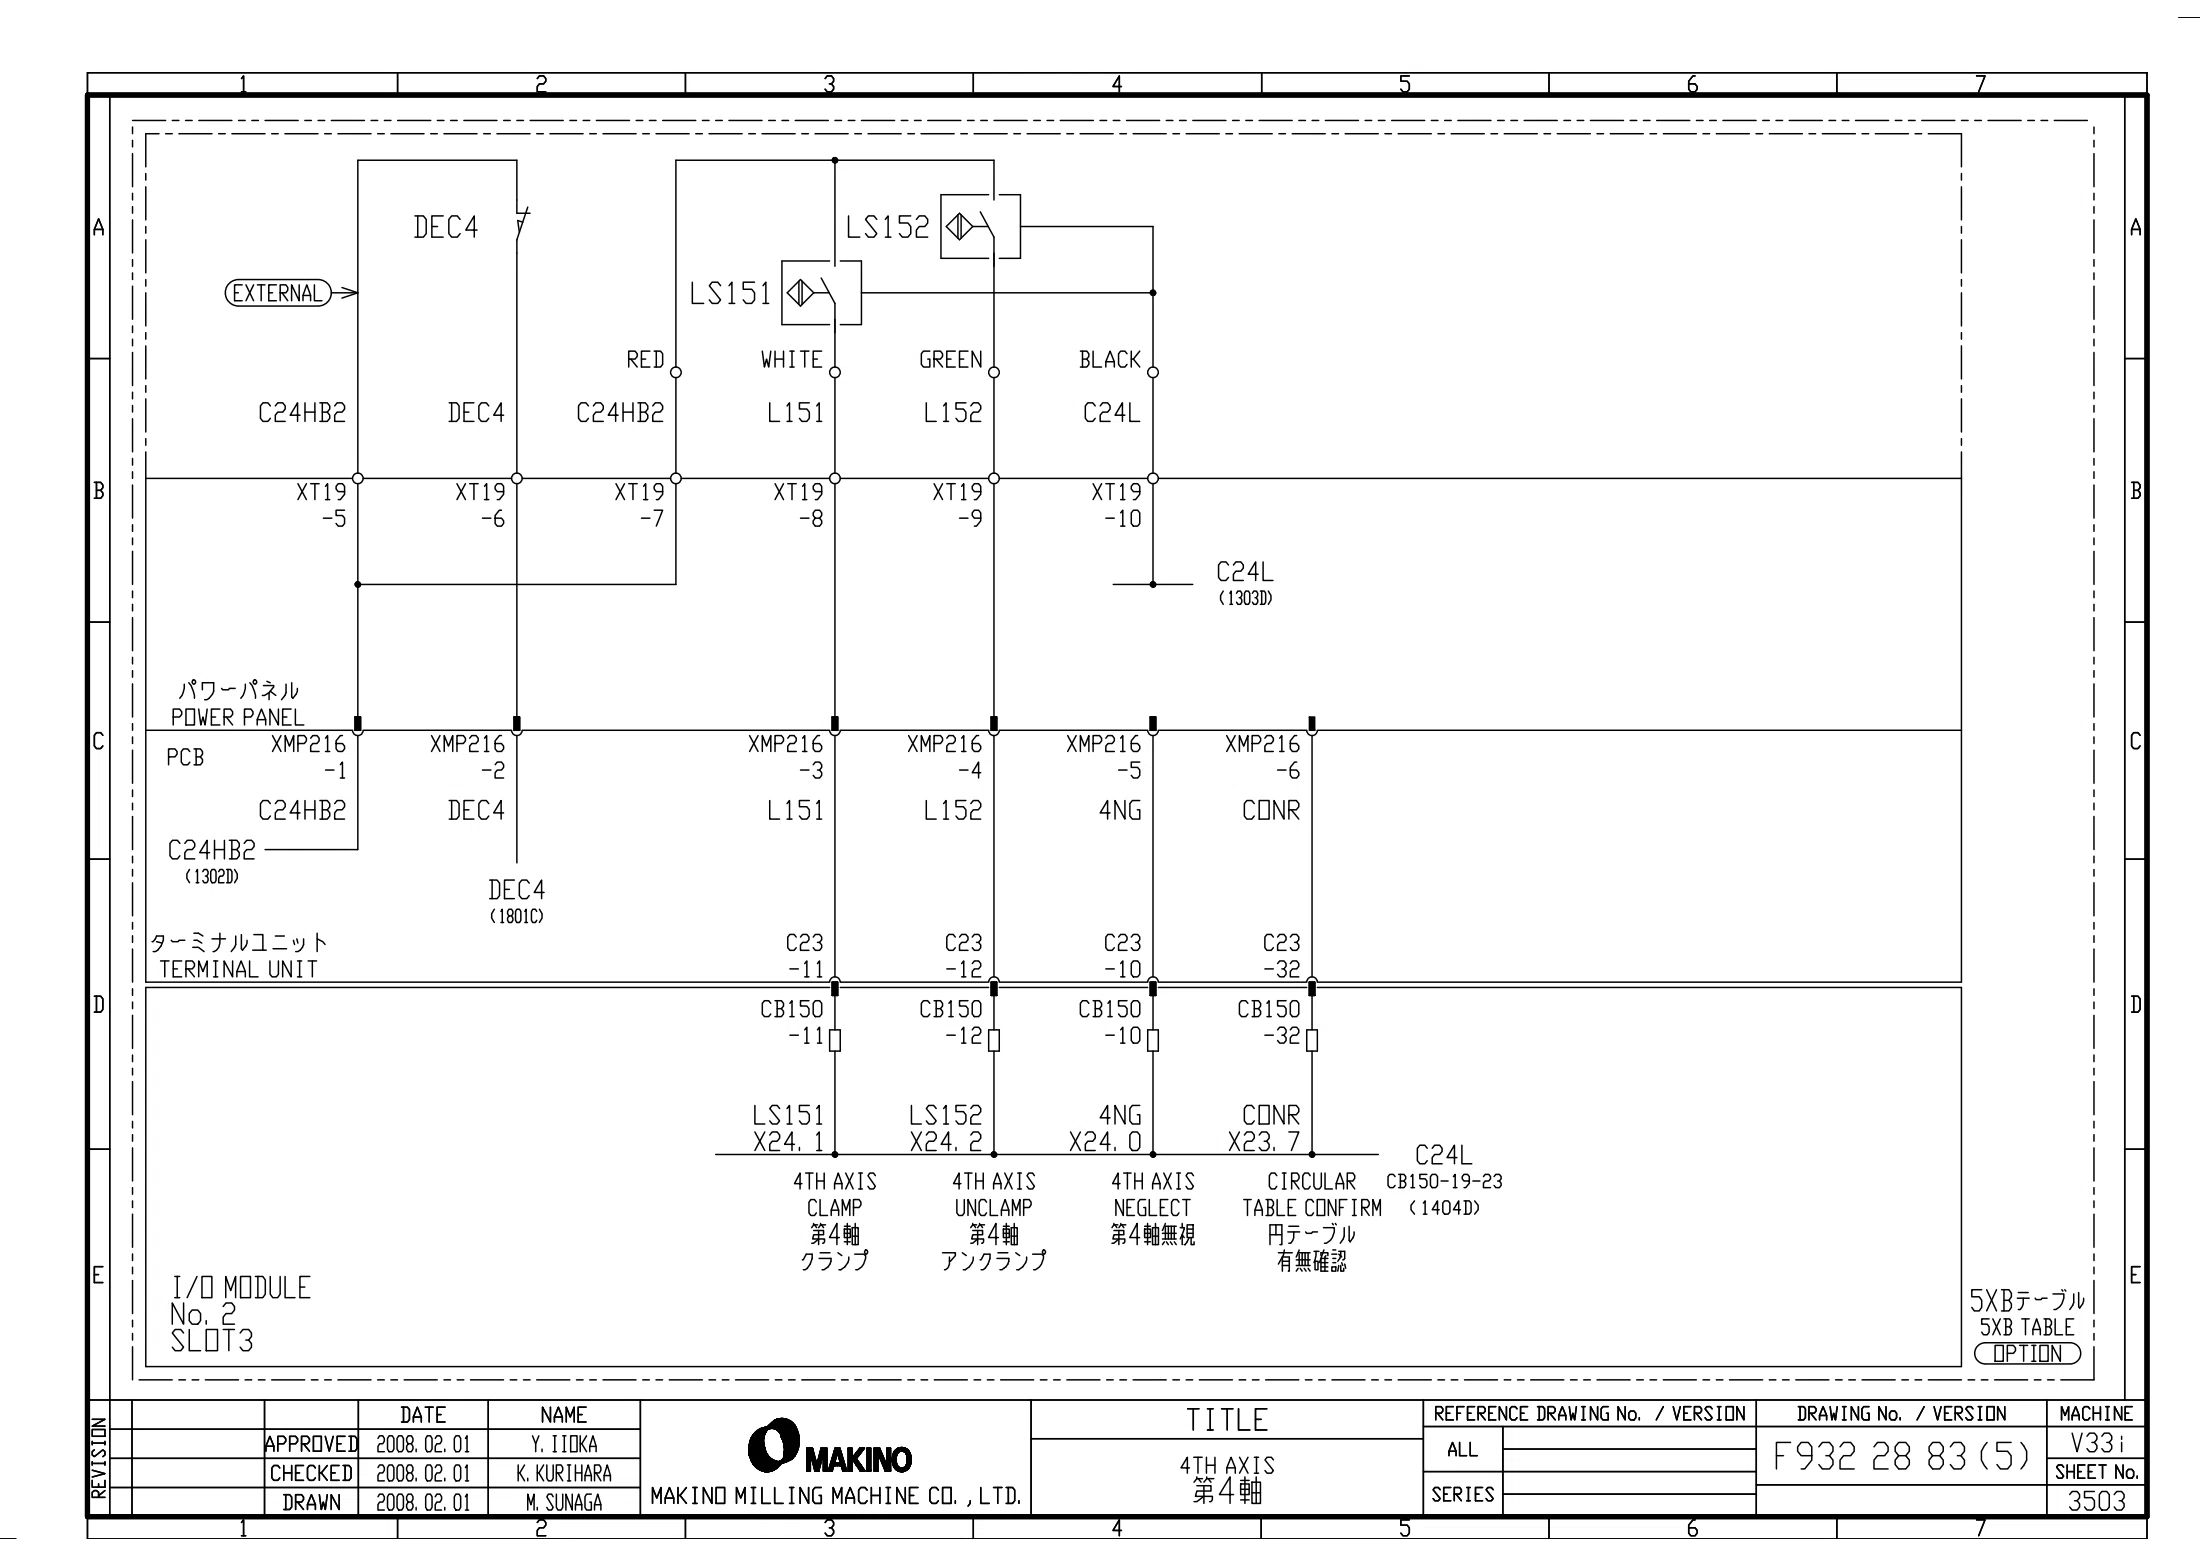 1 2 3 4 5 6 7
A A
DEC4
LS152
EXTERNAL
LS151
RED WHITE GREEN BLACK
C24HB2 DEC4 C24HB2 L151 L152 C24L
B B
XT19 XT19 XT19 XT19 XT19 XT19
-5 -6 -7 -8 -9 -10
C24L
(1303D)
パワーパネル
POWER PANEL
C C
PCB
XMP216 XMP216 XMP216 XMP216 XMP216 XMP216
-1 -2 -3 -4 -5 -6
C24HB2 DEC4 L151 L152 4NG CONR
C24HB2
(1302D)
DEC4
(1801C)
ターミナルユニット
TERMINAL UNIT
C23 C23 C23 C23
-11 -12 -10 -32
D D
CB150 CB150 CB150 CB150
-11 -12 -10 -32
LS151 LS152 4NG CONR
X24.1 X24.2 X24.0 X23.7
C24L
CB150-19-23
(1404D)
4TH AXIS
CLAMP
第4軸
クランプ
4TH AXIS
UNCLAMP
第4軸
アンクランプ
4TH AXIS
NEGLECT
第4軸無視
CIRCULAR
TABLE CONFIRM
円テーブル
有無確認
E E
I/O MODULE
No. 2
SLOT3
5XBテーブル
5XB TABLE
OPTION
REVISION
DATE NAME
APPROVED 2008.02.01 Y. IIOKA
CHECKED 2008.02.01 K. KURIHARA
DRAWN 2008.02.01 M. SUNAGA
MAKINO
MAKINO MILLING MACHINE CO.,LTD.
TITLE
4TH AXIS
第4軸
REFERENCE DRAWING No. / VERSION
ALL
SERIES
DRAWING No. / VERSION
F932 28 83(5)
MACHINE
V33i
SHEET No.
3503
1 2 3 4 5 6 7